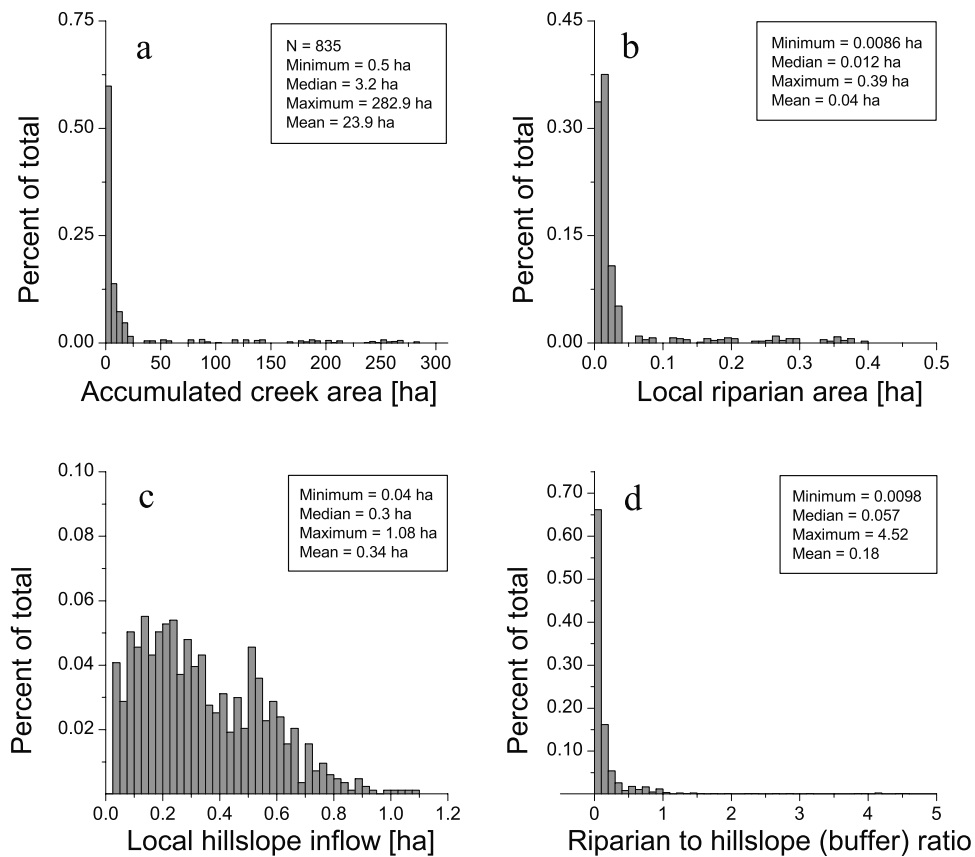 a
N = 835
Minimum = 0.5 ha
Median = 3.2 ha
Maximum = 282.9 ha
Mean = 23.9 ha
0.75
0.50
0.25
0.00
Percent of total
0 50 100 150 200 250 300
Accumulated creek area [ha]
b
Minimum = 0.0086 ha
Median = 0.012 ha
Maximum = 0.39 ha
Mean = 0.04 ha
0.45
0.30
0.15
0.00
Percent of total
0.0 0.1 0.2 0.3 0.4 0.5
Local riparian area [ha]
c
Minimum = 0.04 ha
Median = 0.3 ha
Maximum = 1.08 ha
Mean = 0.34 ha
0.10
0.08
0.06
0.04
0.02
Percent of total
0.0 0.2 0.4 0.6 0.8 1.0 1.2
Local hillslope inflow [ha]
d
Minimum = 0.0098
Median = 0.057
Maximum = 4.52
Mean = 0.18
0.70
0.60
0.50
0.40
0.30
0.20
0.10
Percent of total
0 1 2 3 4 5
Riparian to hillslope (buffer) ratio